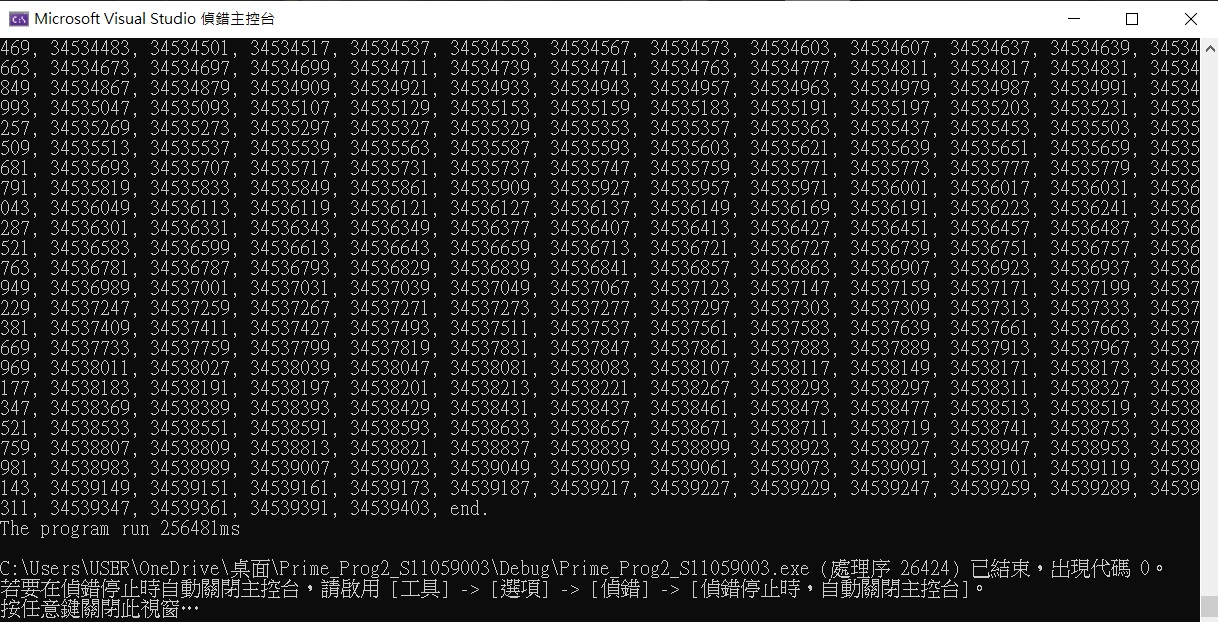 Microsoft Visual Studio 偵錯主控台
469, 34534483, 34534501, 34534517, 34534537, 34534553, 34534567, 34534573, 34534603, 34534607, 34534637, 34534639, 34534
663, 34534673, 34534697, 34534699, 34534711, 34534739, 34534741, 34534763, 34534777, 34534811, 34534817, 34534831, 34534
849, 34534867, 34534879, 34534909, 34534921, 34534933, 34534943, 34534957, 34534963, 34534979, 34534987, 34534991, 34534
993, 34535047, 34535093, 34535107, 34535129, 34535153, 34535159, 34535183, 34535191, 34535197, 34535203, 34535231, 34535
257, 34535269, 34535273, 34535297, 34535327, 34535329, 34535353, 34535357, 34535363, 34535437, 34535453, 34535503, 34535
509, 34535513, 34535537, 34535539, 34535563, 34535587, 34535593, 34535603, 34535621, 34535639, 34535651, 34535659, 34535
681, 34535693, 34535707, 34535717, 34535731, 34535737, 34535747, 34535759, 34535771, 34535773, 34535777, 34535779, 34535
791, 34535819, 34535833, 34535849, 34535861, 34535909, 34535927, 34535957, 34535971, 34536001, 34536017, 34536031, 34536
043, 34536049, 34536113, 34536119, 34536121, 34536127, 34536137, 34536149, 34536169, 34536191, 34536223, 34536241, 34536
287, 34536301, 34536331, 34536343, 34536349, 34536377, 34536407, 34536413, 34536427, 34536451, 34536457, 34536487, 34536
521, 34536583, 34536599, 34536613, 34536643, 34536659, 34536713, 34536721, 34536727, 34536739, 34536751, 34536757, 34536
763, 34536781, 34536787, 34536793, 34536829, 34536839, 34536841, 34536857, 34536863, 34536907, 34536923, 34536937, 34536
949, 34536989, 34537001, 34537031, 34537039, 34537049, 34537067, 34537123, 34537147, 34537159, 34537171, 34537199, 34537
229, 34537247, 34537259, 34537267, 34537271, 34537273, 34537277, 34537297, 34537303, 34537309, 34537313, 34537333, 34537
381, 34537409, 34537411, 34537427, 34537493, 34537511, 34537537, 34537561, 34537583, 34537639, 34537661, 34537663, 34537
669, 34537733, 34537759, 34537799, 34537819, 34537831, 34537847, 34537861, 34537883, 34537889, 34537913, 34537967, 34537
969, 34538011, 34538027, 34538039, 34538047, 34538081, 34538083, 34538107, 34538117, 34538149, 34538171, 34538173, 34538
177, 34538183, 34538191, 34538197, 34538201, 34538213, 34538221, 34538267, 34538293, 34538297, 34538311, 34538327, 34538
347, 34538369, 34538389, 34538393, 34538429, 34538431, 34538437, 34538461, 34538473, 34538477, 34538513, 34538519, 34538
521, 34538533, 34538551, 34538591, 34538593, 34538633, 34538657, 34538671, 34538711, 34538719, 34538741, 34538753, 34538
759, 34538807, 34538809, 34538813, 34538821, 34538837, 34538839, 34538899, 34538923, 34538927, 34538947, 34538953, 34538
981, 34538983, 34538989, 34539007, 34539023, 34539049, 34539059, 34539061, 34539073, 34539091, 34539101, 34539119, 34539
143, 34539149, 34539151, 34539161, 34539173, 34539187, 34539217, 34539227, 34539229, 34539247, 34539259, 34539289, 34539
311, 34539347, 34539361, 34539391, 34539403, end.
The program run 256481ms
C:\Users\USER\OneDrive\桌面\Prime_Prog2_S11059003\Debug\Prime_Prog2_S11059003.exe (處理序 26424) 已結束，出現代碼 0。
若要在偵錯停止時自動關閉主控台，請啟用 [工具] -> [選項] -> [偵錯] -> [偵錯停止時，自動關閉主控台]。
按任意鍵關閉此視窗…